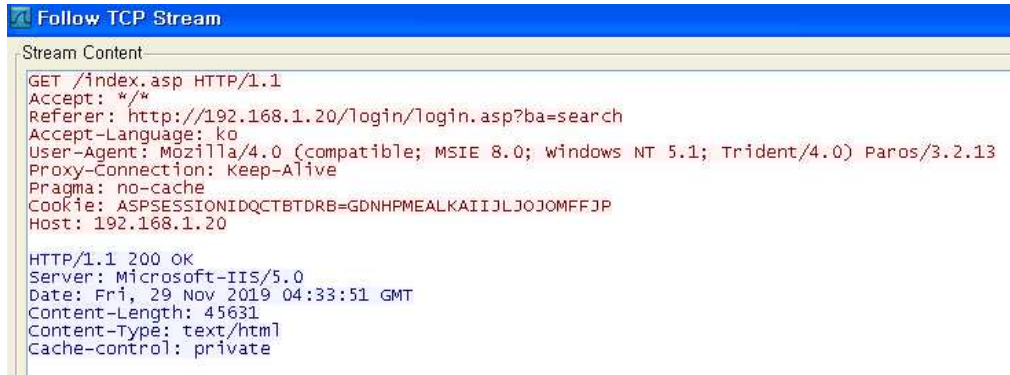 Follow TCP Stream
Stream Content
GET /index.asp HTTP/1.1
Accept: */*
Referer: http://192.168.1.20/login/login.asp?ba=search
Accept-Language: ko
User-Agent: Mozilla/4.0 (compatible; MSIE 8.0; Windows NT 5.1; Trident/4.0) Paros/3.2.13
Proxy-Connection: Keep-Alive
Pragma: no-cache
Cookie: ASPSESSIONIDQCTBTDRB=GDNHPMEALKAIIJLJOJOMFFJP
Host: 192.168.1.20
HTTP/1.1 200 OK
Server: Microsoft-IIS/5.0
Date: Fri, 29 Nov 2019 04:33:51 GMT
Content-Length: 45631
Content-Type: text/html
Cache-control: private